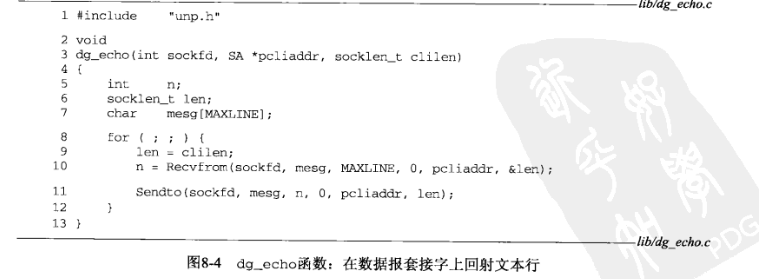 lib/dg_echo.c
1 #include "unp.h"
2 void
3 dg_echo(int sockfd, SA *pcliaddr, socklen_t clilen)
4 {
5 int n;
6 socklen_t len;
7 char mesg[MAXLINE];
8 for ( ; ; ) {
9 len = clilen;
10 n = Recvfrom(sockfd, mesg, MAXLINE, 0, pcliaddr, &len);
11 Sendto(sockfd, mesg, n, 0, pcliaddr, len);
12 }
13 }
lib/dg_echo.c
图8-4 dg_echo函数：在数据报套接字上回射文本行
PDG